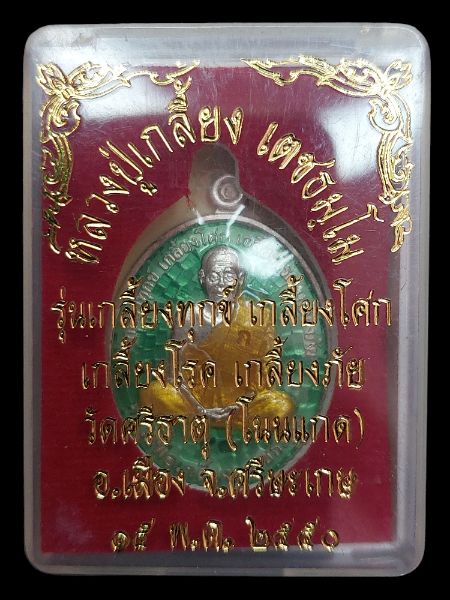 หลวงปู่เกลี้ยง เตชธมฺโม
รุ่นเกลี้ยงทุกข์ เกลี้ยงโศก
เกลี้ยงโรค เกลี้ยงภัย
วัดศรีธาตุ (โนนแกด)
อ.เมือง จ.ศรีษะเกษ
๑๕ พ.ค. ๒๕๕๐